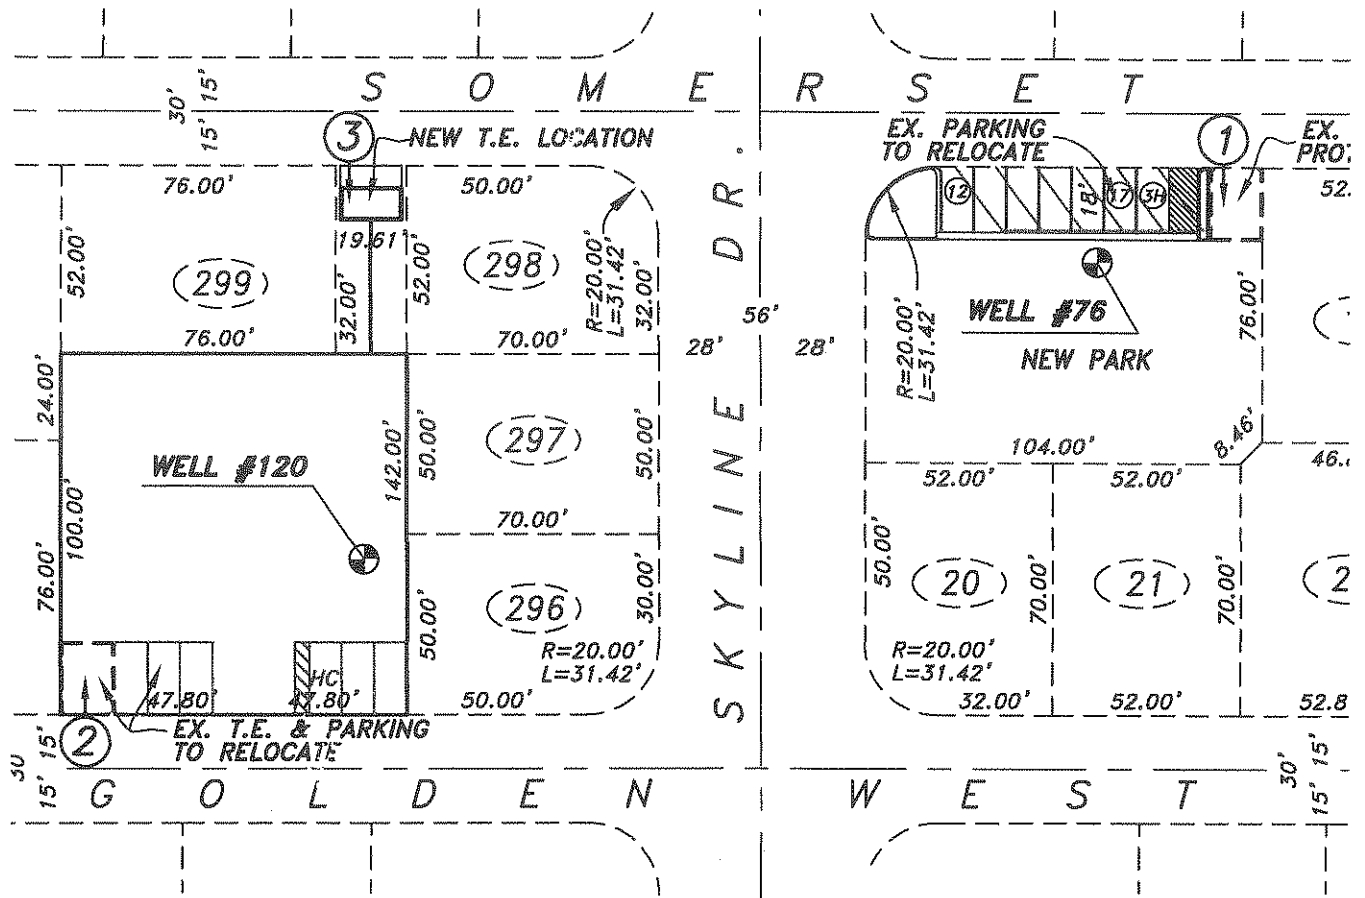 SOMERSET
30'
15'
15'
3
NEW T.E. LOCATION
EX. PARKING
TO RELOCATE
1
EX.
PROT
76.00'
50.00'
12
18'
17
3H
52.
52.00'
299
19.61'
32.00'
52.00'
298
R=20.00'
L=31.42'
32.00'
76.00'
70.00'
28'
56'
28'
SKYLINE DR.
R=20.00'
L=31.42'
WELL #76
NEW PARK
76.00'
24.00'
142.00'
50.00'
297
50.00'
104.00'
8.46'
46.
WELL #120
52.00'
52.00'
100.00'
76.00'
70.00'
50.00'
296
30.00'
50.00'
20
70.00'
21
70.00'
2
R=20.00'
L=31.42'
R=20.00'
L=31.42'
HC
47.80'
47.80'
50.00'
32.00'
52.00'
52.8
2
EX. T.E. & PARKING
TO RELOCATE
30
15'
15'
30'
15'
15'
GOLDEN WEST